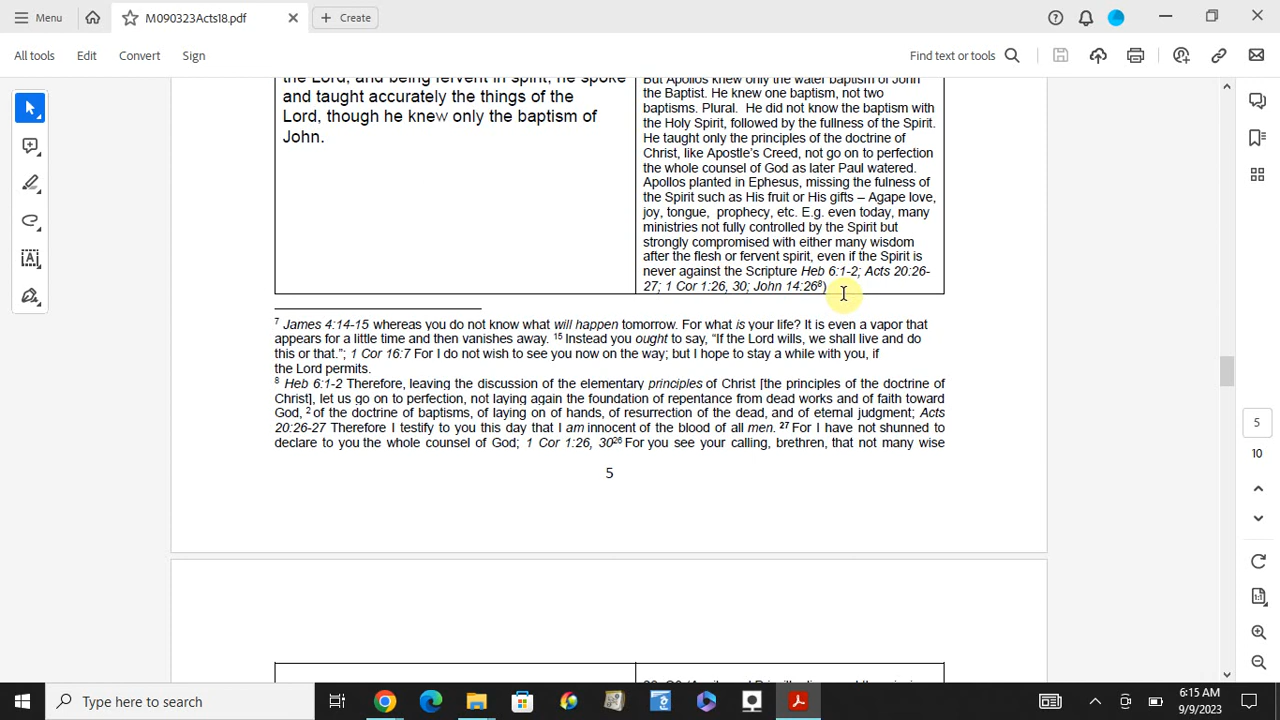 Menu
M090323Acts18.pdf
Create
All tools
Edit
Convert
Sign
Find text or tools
the Lord; and being fervent in spirit, he spoke
and taught accurately the things of the
Lord, though he knew only the baptism of
John.
But Apollos knew only the water baptism of John
the Baptist. He knew one baptism, not two
baptisms. Plural. He did not know the baptism with
the Holy Spirit, followed by the fullness of the Spirit.
He taught only the principles of the doctrine of
Christ, like Apostle's Creed, not go on to perfection
the whole counsel of God as later Paul watered.
Apollos planted in Ephesus, missing the fulness of
the Spirit such as His fruit or His gifts – Agape love,
joy, tongue, prophecy, etc. E.g. even today, many
ministries not fully controlled by the Spirit but
strongly compromised with either many wisdom
after the flesh or fervent spirit, even if the Spirit is
never against the Scripture Heb 6:1-2; Acts 20:26-
27; 1 Cor 1:26, 30; John 14:26⁸)
⁷ James 4:14-15 whereas you do not know what will happen tomorrow. For what is your life? It is even a vapor that
appears for a little time and then vanishes away. ¹⁵ Instead you ought to say, “If the Lord wills, we shall live and do
this or that.”; 1 Cor 16:7 For I do not wish to see you now on the way; but I hope to stay a while with you, if
the Lord permits.
⁸ Heb 6:1-2 Therefore, leaving the discussion of the elementary principles of Christ [the principles of the doctrine of
Christ], let us go on to perfection, not laying again the foundation of repentance from dead works and of faith toward
God, ² of the doctrine of baptisms, of laying on of hands, of resurrection of the dead, and of eternal judgment; Acts
20:26-27 Therefore I testify to you this day that I am innocent of the blood of all men. ²⁷ For I have not shunned to
declare to you the whole counsel of God; 1 Cor 1:26, 30²⁶ For you see your calling, brethren, that not many wise
5
5
10
Type here to search
6:15 AM
9/9/2023